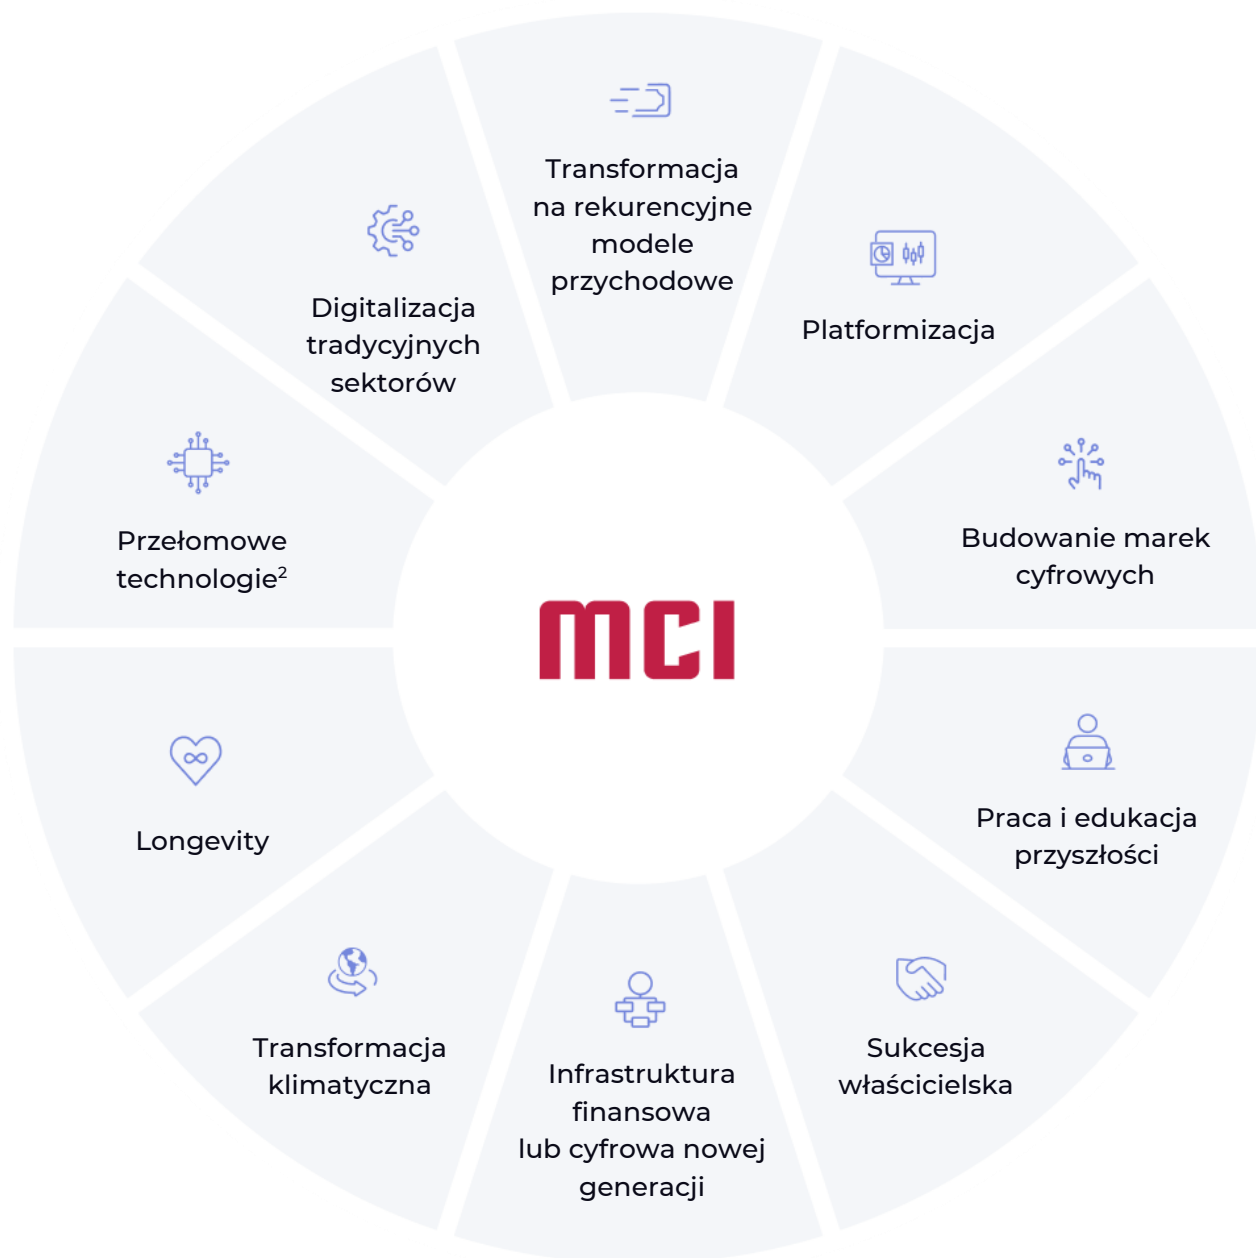 Transformacja
na rekurencyjne
modele
przychodowe
Platformizacja
Budowanie marek
cyfrowych
Praca i edukacja
przyszłości
Sukcesja
właścicielska
Infrastruktura
finansowa
lub cyfrowa nowej
generacji
Transformacja
klimatyczna
Longevity
Przełomowe
technologie²
Digitalizacja
tradycyjnych
sektorów
MCI